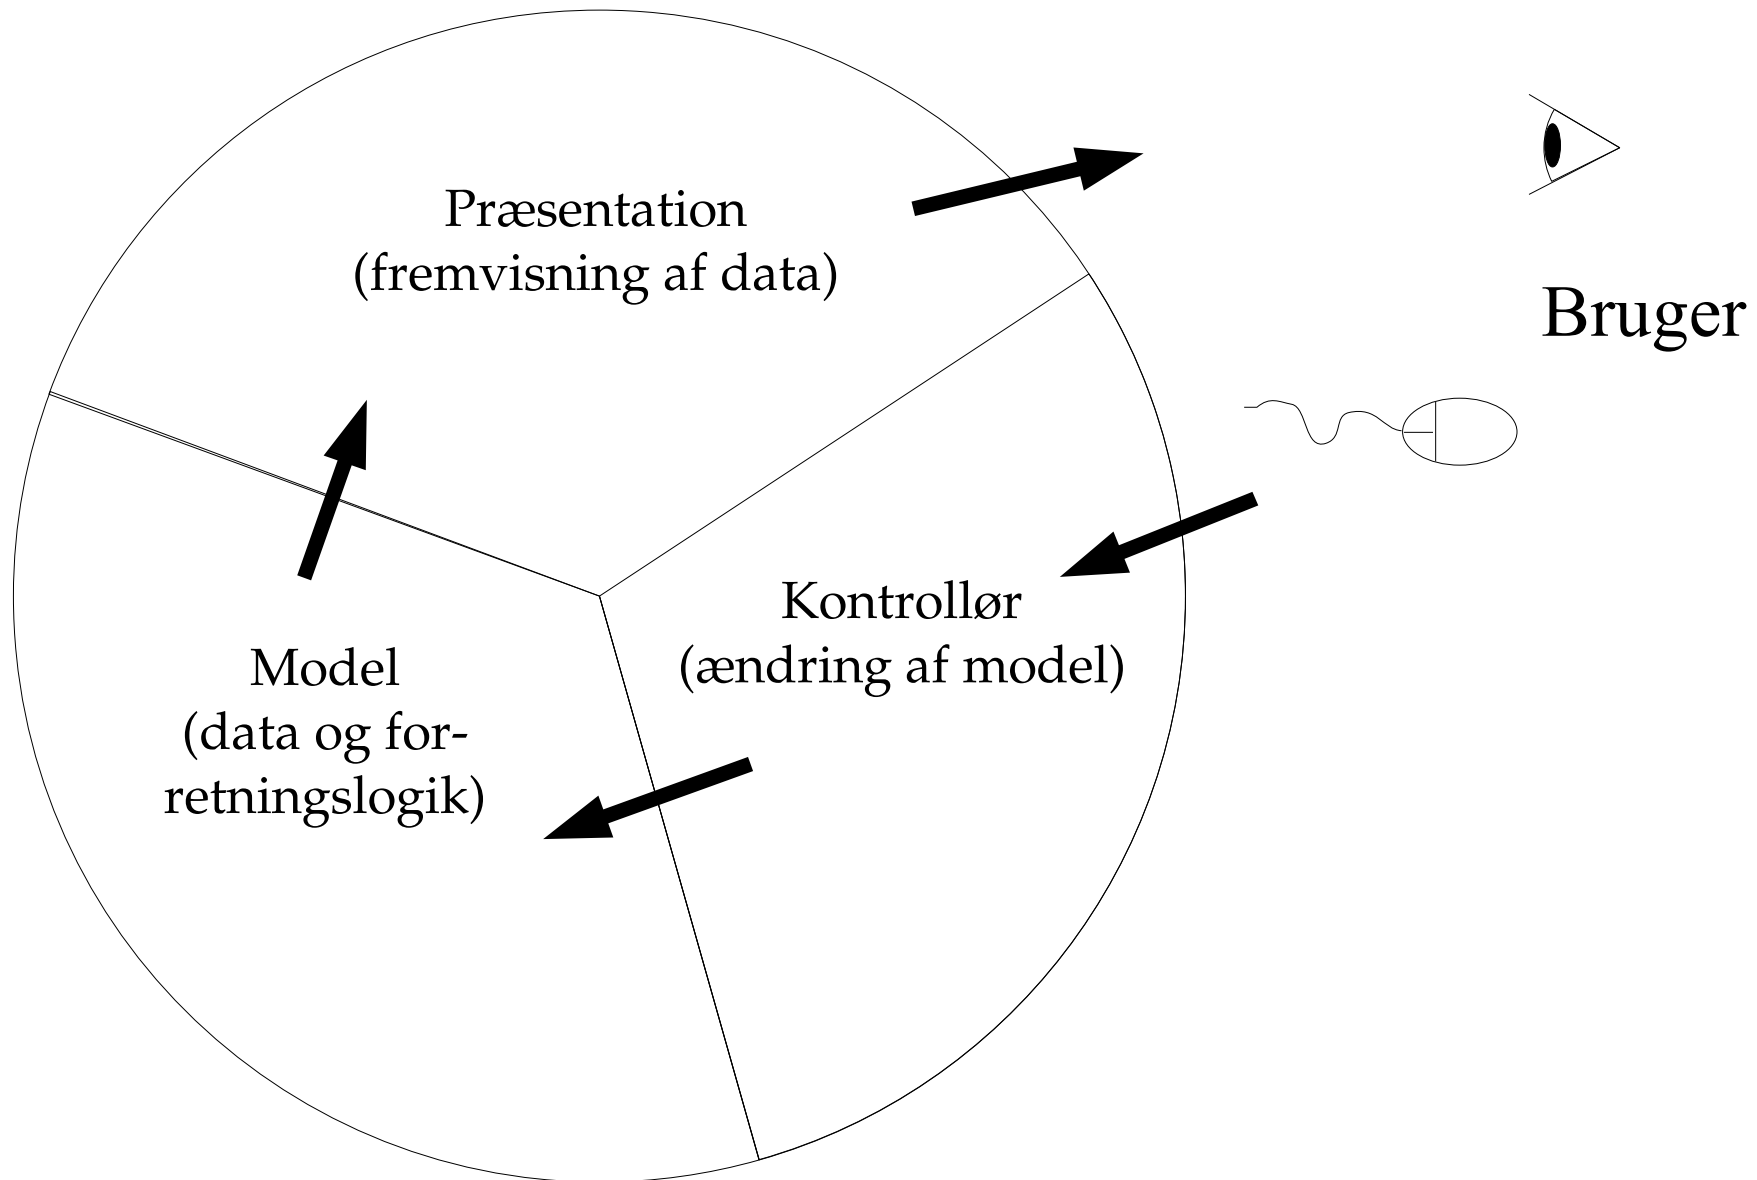 Præsentation
(fremvisning af data)
Bruger
Kontrollør
(ændring af model)
Model
(data og for-
retningslogik)